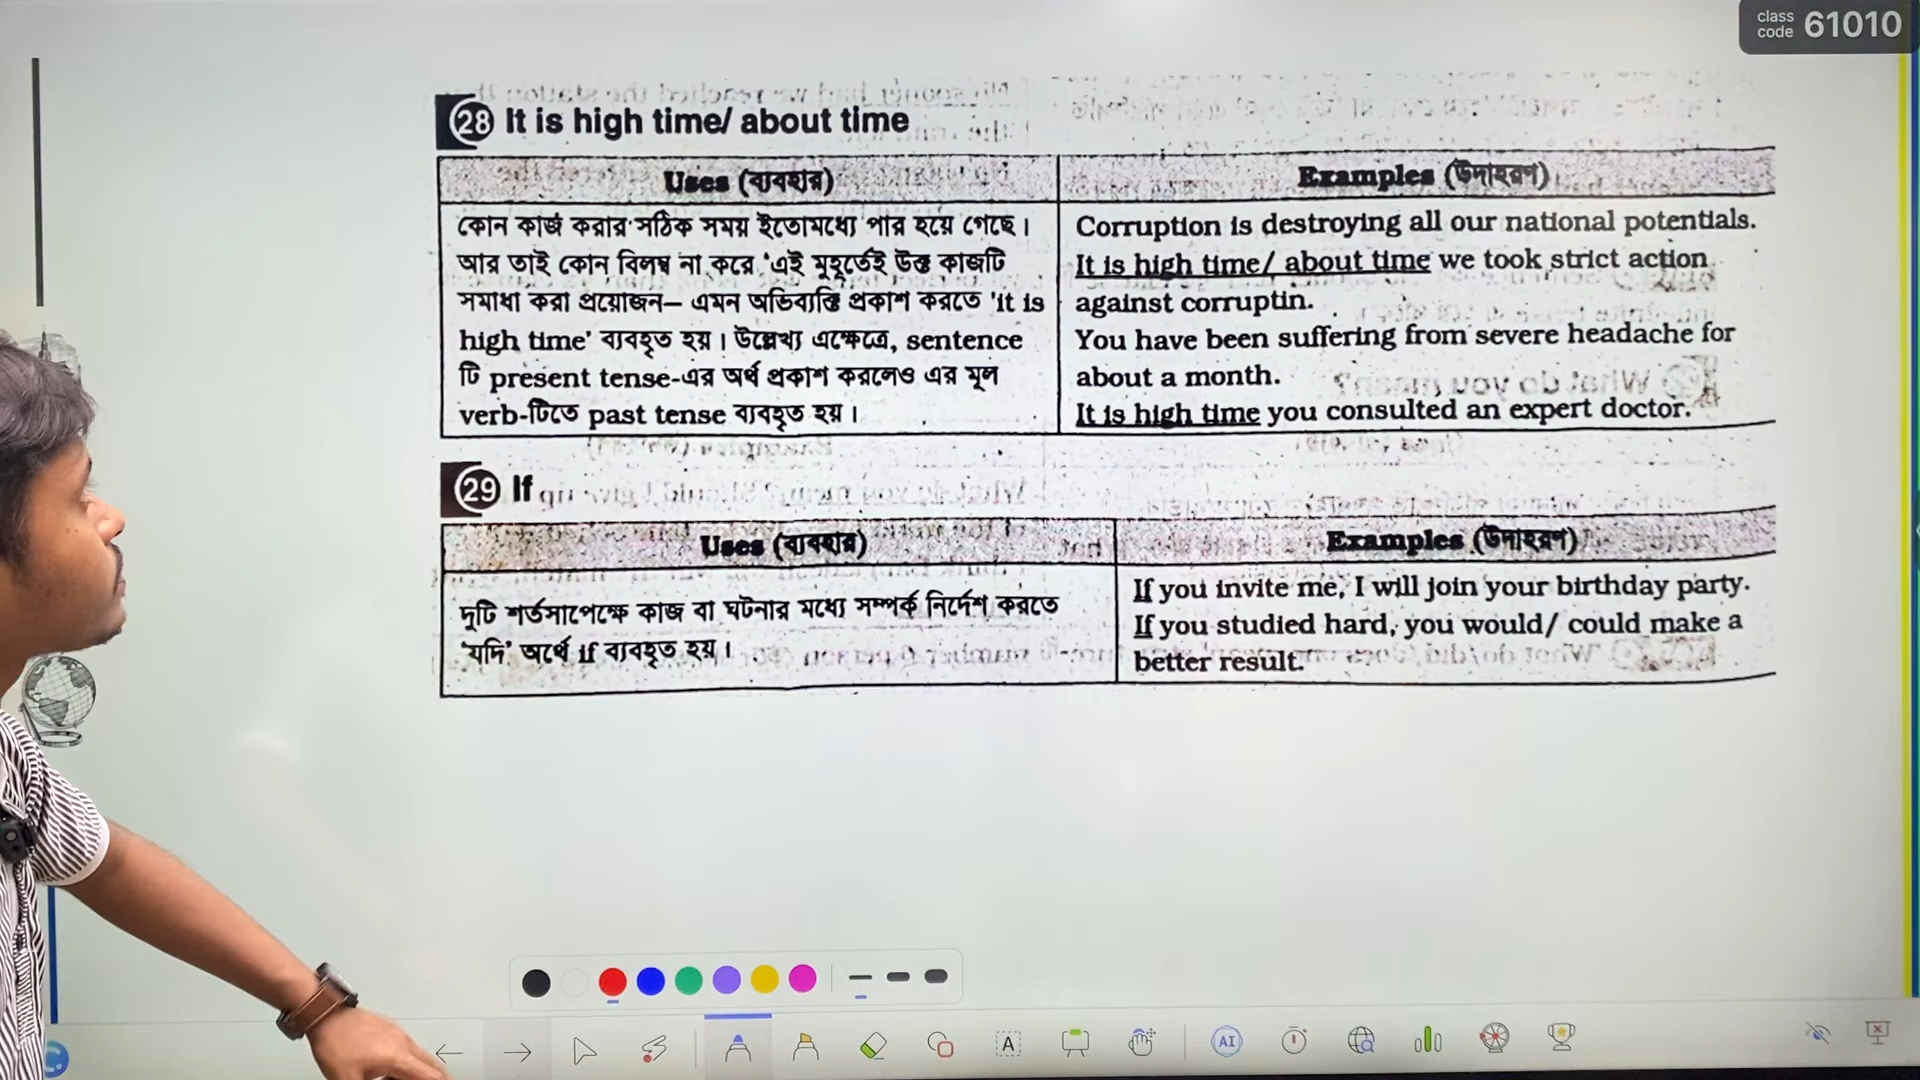 class code 61010
28 It is high time/ about time
Uses (ব্যবহার)
Examples (উদাহরণ)
কোন কাজ করার সঠিক সময় ইতোমধ্যে পার হয়ে গেছে।
আর তাই কোন বিলম্ব না করে 'এই মুহূর্তেই উক্ত কাজটি
সমাধা করা প্রয়োজন– এমন অভিব্যক্তি প্রকাশ করতে 'it is
high time' ব্যবহৃত হয়। উল্লেখ্য এক্ষেত্রে, sentence
টি present tense-এর অর্থ প্রকাশ করলেও এর মূল
verb-টিতে past tense ব্যবহৃত হয়।
Corruption is destroying all our national potentials.
It is high time/ about time we took strict action
against corruptin.
You have been suffering from severe headache for
about a month.
It is high time you consulted an expert doctor.
29 If
Uses (ব্যবহার)
Examples (উদাহরণ)
দুটি শর্তসাপেক্ষে কাজ বা ঘটনার মধ্যে সম্পর্ক নির্দেশ করতে
'যদি' অর্থে if ব্যবহৃত হয়।
If you invite me, I will join your birthday party.
If you studied hard, you would/ could make a
better result.
A
AI